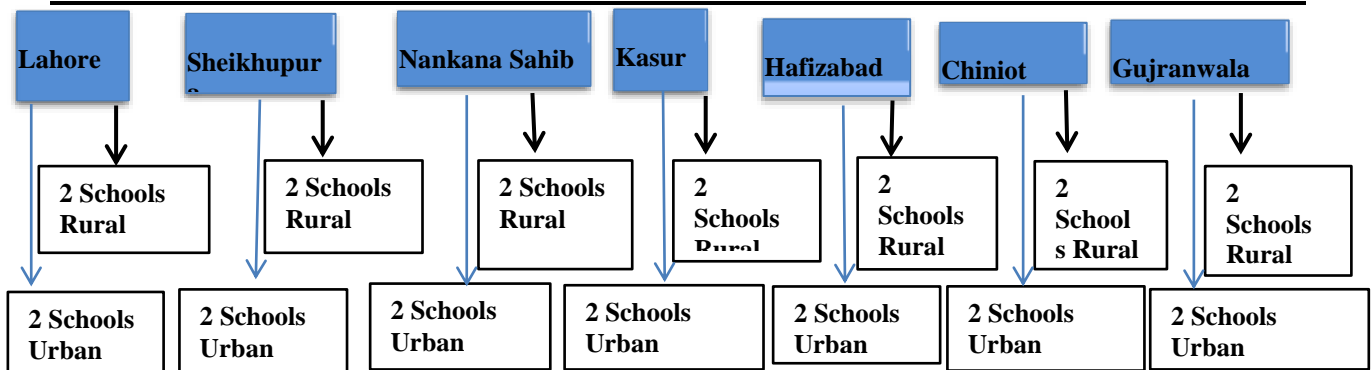 Lahore
Sheikhupur
a
Nankana Sahib
Kasur
Hafizabad
Chiniot
Gujranwala
2 Schools
Rural
2 Schools
Rural
2 Schools
Rural
2
Schools
Rural
2
Schools
Rural
2
School
s Rural
2
Schools
Rural
2 Schools
Urban
2 Schools
Urban
2 Schools
Urban
2 Schools
Urban
2 Schools
Urban
2 Schools
Urban
2 Schools
Urban